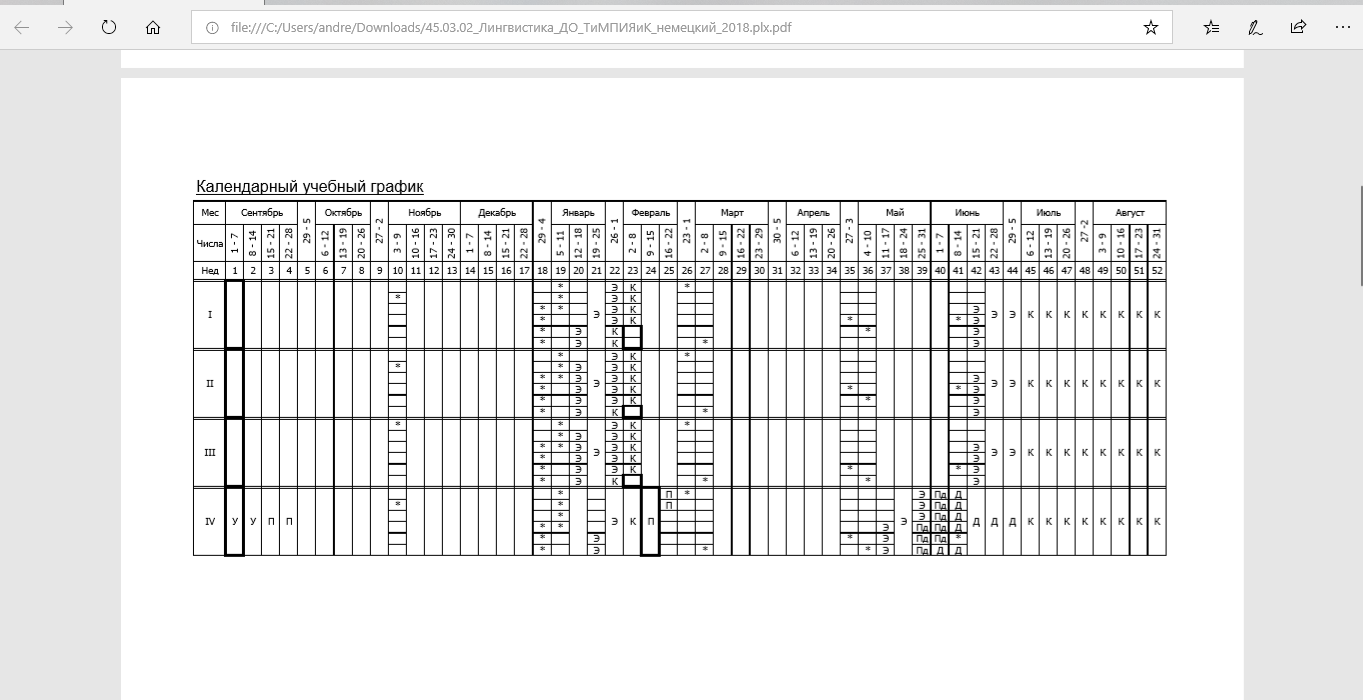 file:///C:/Users/andre/Downloads/45.03.02_Лингвистика_ДО_ТиМПИЯиК_немецкий_2018.plx.pdf
Календарный учебный график
Мес Сентябрь 29 - 5 Октябрь 27 - 2 Ноябрь Декабрь 29 - 4 Январь 26 - 1 Февраль 23 - 1 Март 30 - 5 Апрель 27 - 3 Май Июнь 29 - 5 Июль 27 -2 Август
Числа 1 - 7 8 - 14 15 - 21 22 - 28 6 - 12 13 - 19 20 - 26 3 - 9 10 - 16 17 - 23 24 - 30 1 - 7 8 - 14 15 - 21 22 - 28 5 - 11 12 - 18 19 - 25 2 - 8 9 - 15 16 - 22 2 - 8 9 - 15 16 - 22 23 - 29 6 - 12 13 - 19 20 - 26 4 - 10 11 - 17 18 - 24 25 - 31 1 - 7 8 - 14 15 - 21 22 - 28 6 - 12 13 - 19 20 - 26 3 - 9 10 - 16 17 - 23 24 - 31
Нед 1 2 3 4 5 6 7 8 9 10 11 12 13 14 15 16 17 18 19 20 21 22 23 24 25 26 27 28 29 30 31 32 33 34 35 36 37 38 39 40 41 42 43 44 45 46 47 48 49 50 51 52
* Э К *
* * Э К
* * Э К Э
I Э Э Э К К К К К К К К
* Э К * * Э
* Э К * Э
* Э К * Э
* Э К *
* * Э Э К
* * Э Э К Э
II Э Э Э К К К К К К К К
* Э Э К * * Э
* Э Э К * Э
* Э К * Э
* * Э К *
* Э Э К
* * Э Э К Э
III Э Э Э К К К К К К К К
* Э Э К Э
* Э Э К * *
* Э К * * Э
* П * Э Пд Д
* * П Э Пд Д
* Э Пд Д
IV У У П П Э К П Э Д Д Д К К К К К К К К
* * Э Пд Пд Д
* Э * Пд Пд *
* Э * * Э Пд Д Д